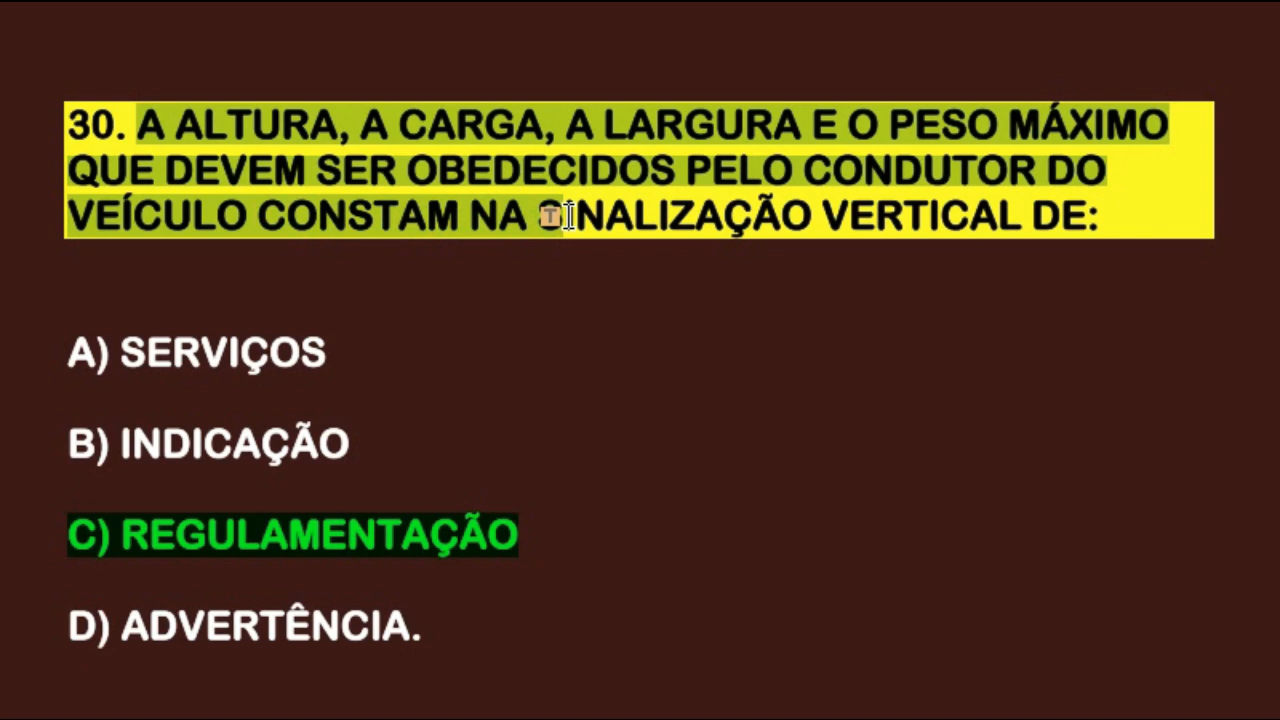 30. A ALTURA, A CARGA, A LARGURA E O PESO MÁXIMO
QUE DEVEM SER OBEDECIDOS PELO CONDUTOR DO
VEÍCULO CONSTAM NA SINALIZAÇÃO VERTICAL DE:
A) SERVIÇOS
B) INDICAÇÃO
C) REGULAMENTAÇÃO
D) ADVERTÊNCIA.